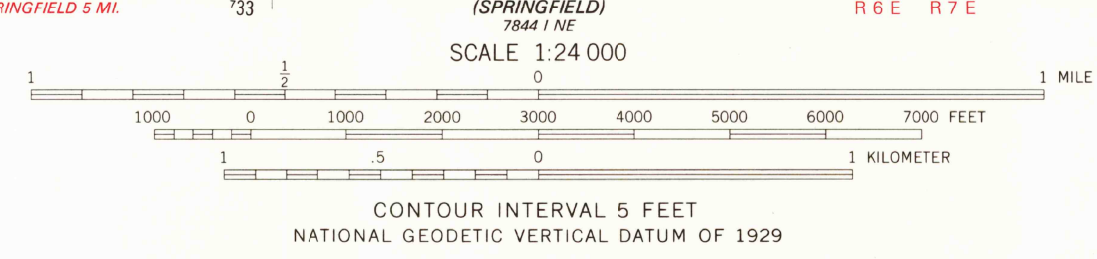 RINGFIELD 5 MI. ⁷33 (SPRINGFIELD) R 6 E R 7 E
7844 I NE
SCALE 1:24 000
1 1/2 0 1 MILE
1000 0 1000 2000 3000 4000 5000 6000 7000 FEET
1 .5 0 1 KILOMETER
CONTOUR INTERVAL 5 FEET
NATIONAL GEODETIC VERTICAL DATUM OF 1929